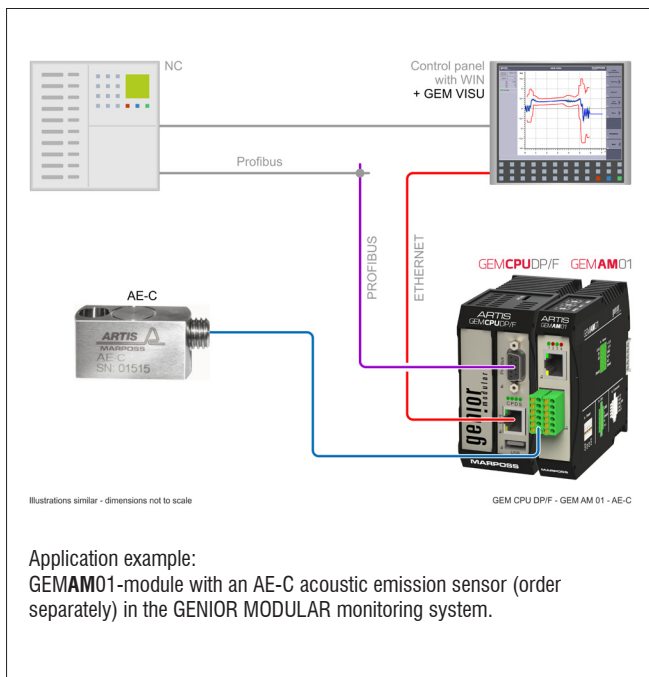 NC
Control panel
with WIN
+ GEM VISU
Profibus
PROFIBUS
ETHERNET
GEMCPUDP/F GEMAM01
AE-C
ARTIS
MARPOSS
AE-C
SN: 01515
ARTIS
GEMCPUDP/F
ARTIS
GEMAM01
genior
modular
MARPOSS
MARPOSS
Illustrations similar - dimensions not to scale
GEM CPU DP/F - GEM AM 01 - AE-C
Application example:
GEMAM01-module with an AE-C acoustic emission sensor (order
separately) in the GENIOR MODULAR monitoring system.